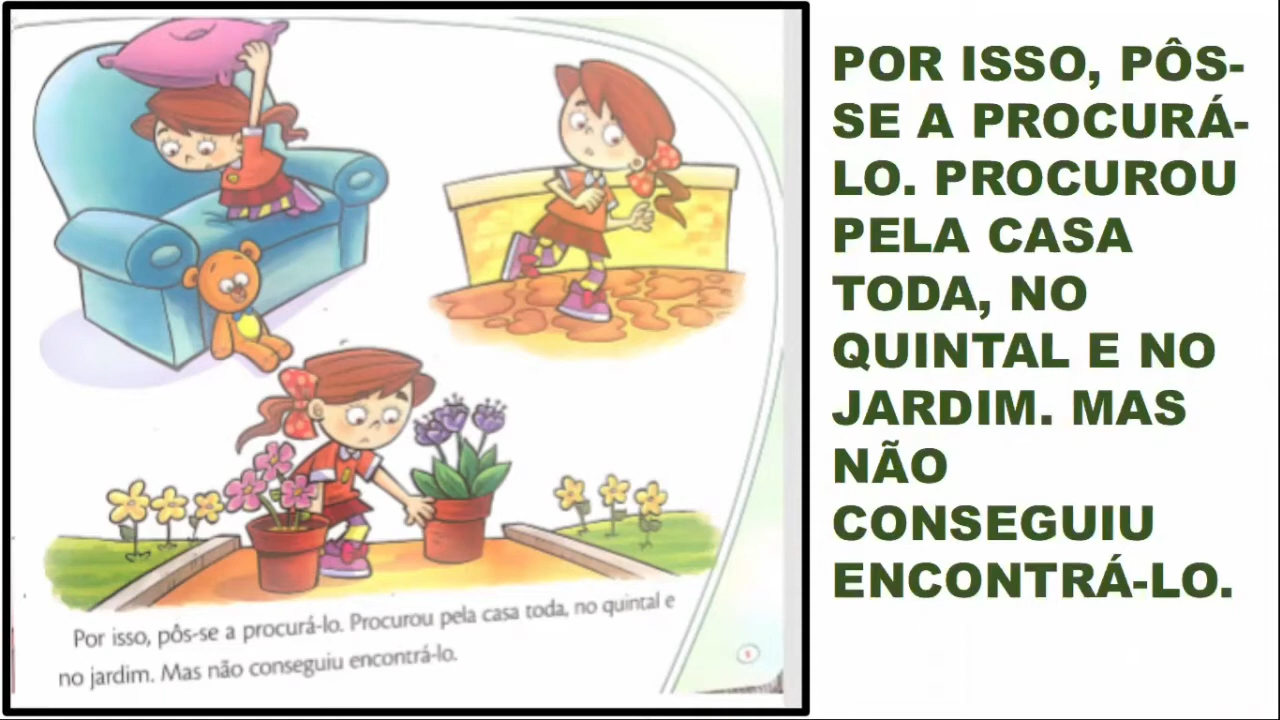 Por isso, pôs-se a procurá-lo. Procurou pela casa toda, no quintal e
no jardim. Mas não conseguiu encontrá-lo.
POR ISSO, PÔS-
SE A PROCURÁ-
LO. PROCUROU
PELA CASA
TODA, NO
QUINTAL E NO
JARDIM. MAS
NÃO
CONSEGUIU
ENCONTRÁ-LO.